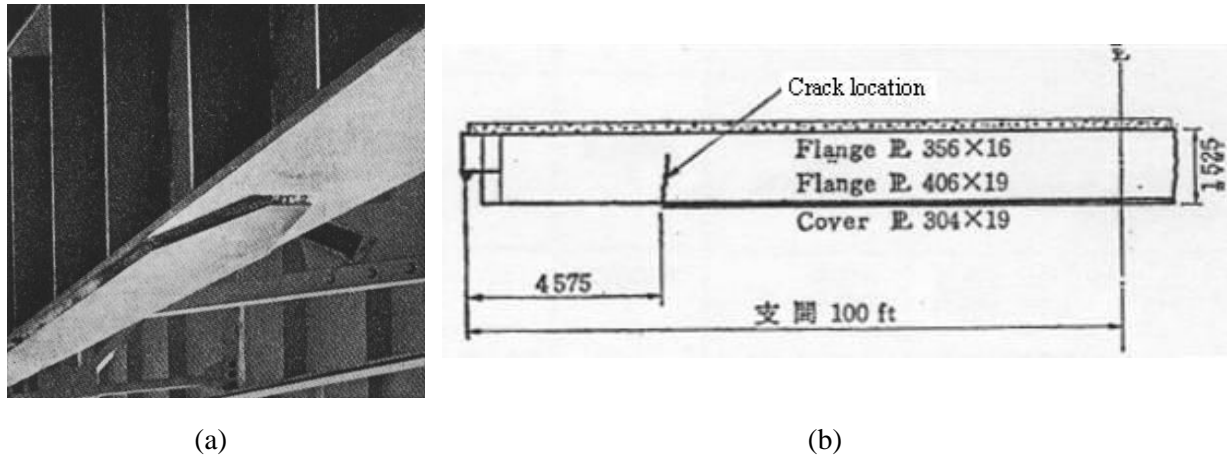 Crack location
Flange PL 356×16
Flange PL 406×19
Cover PL 304×19
1525
4575
支間 100 ft
(a)
(b)